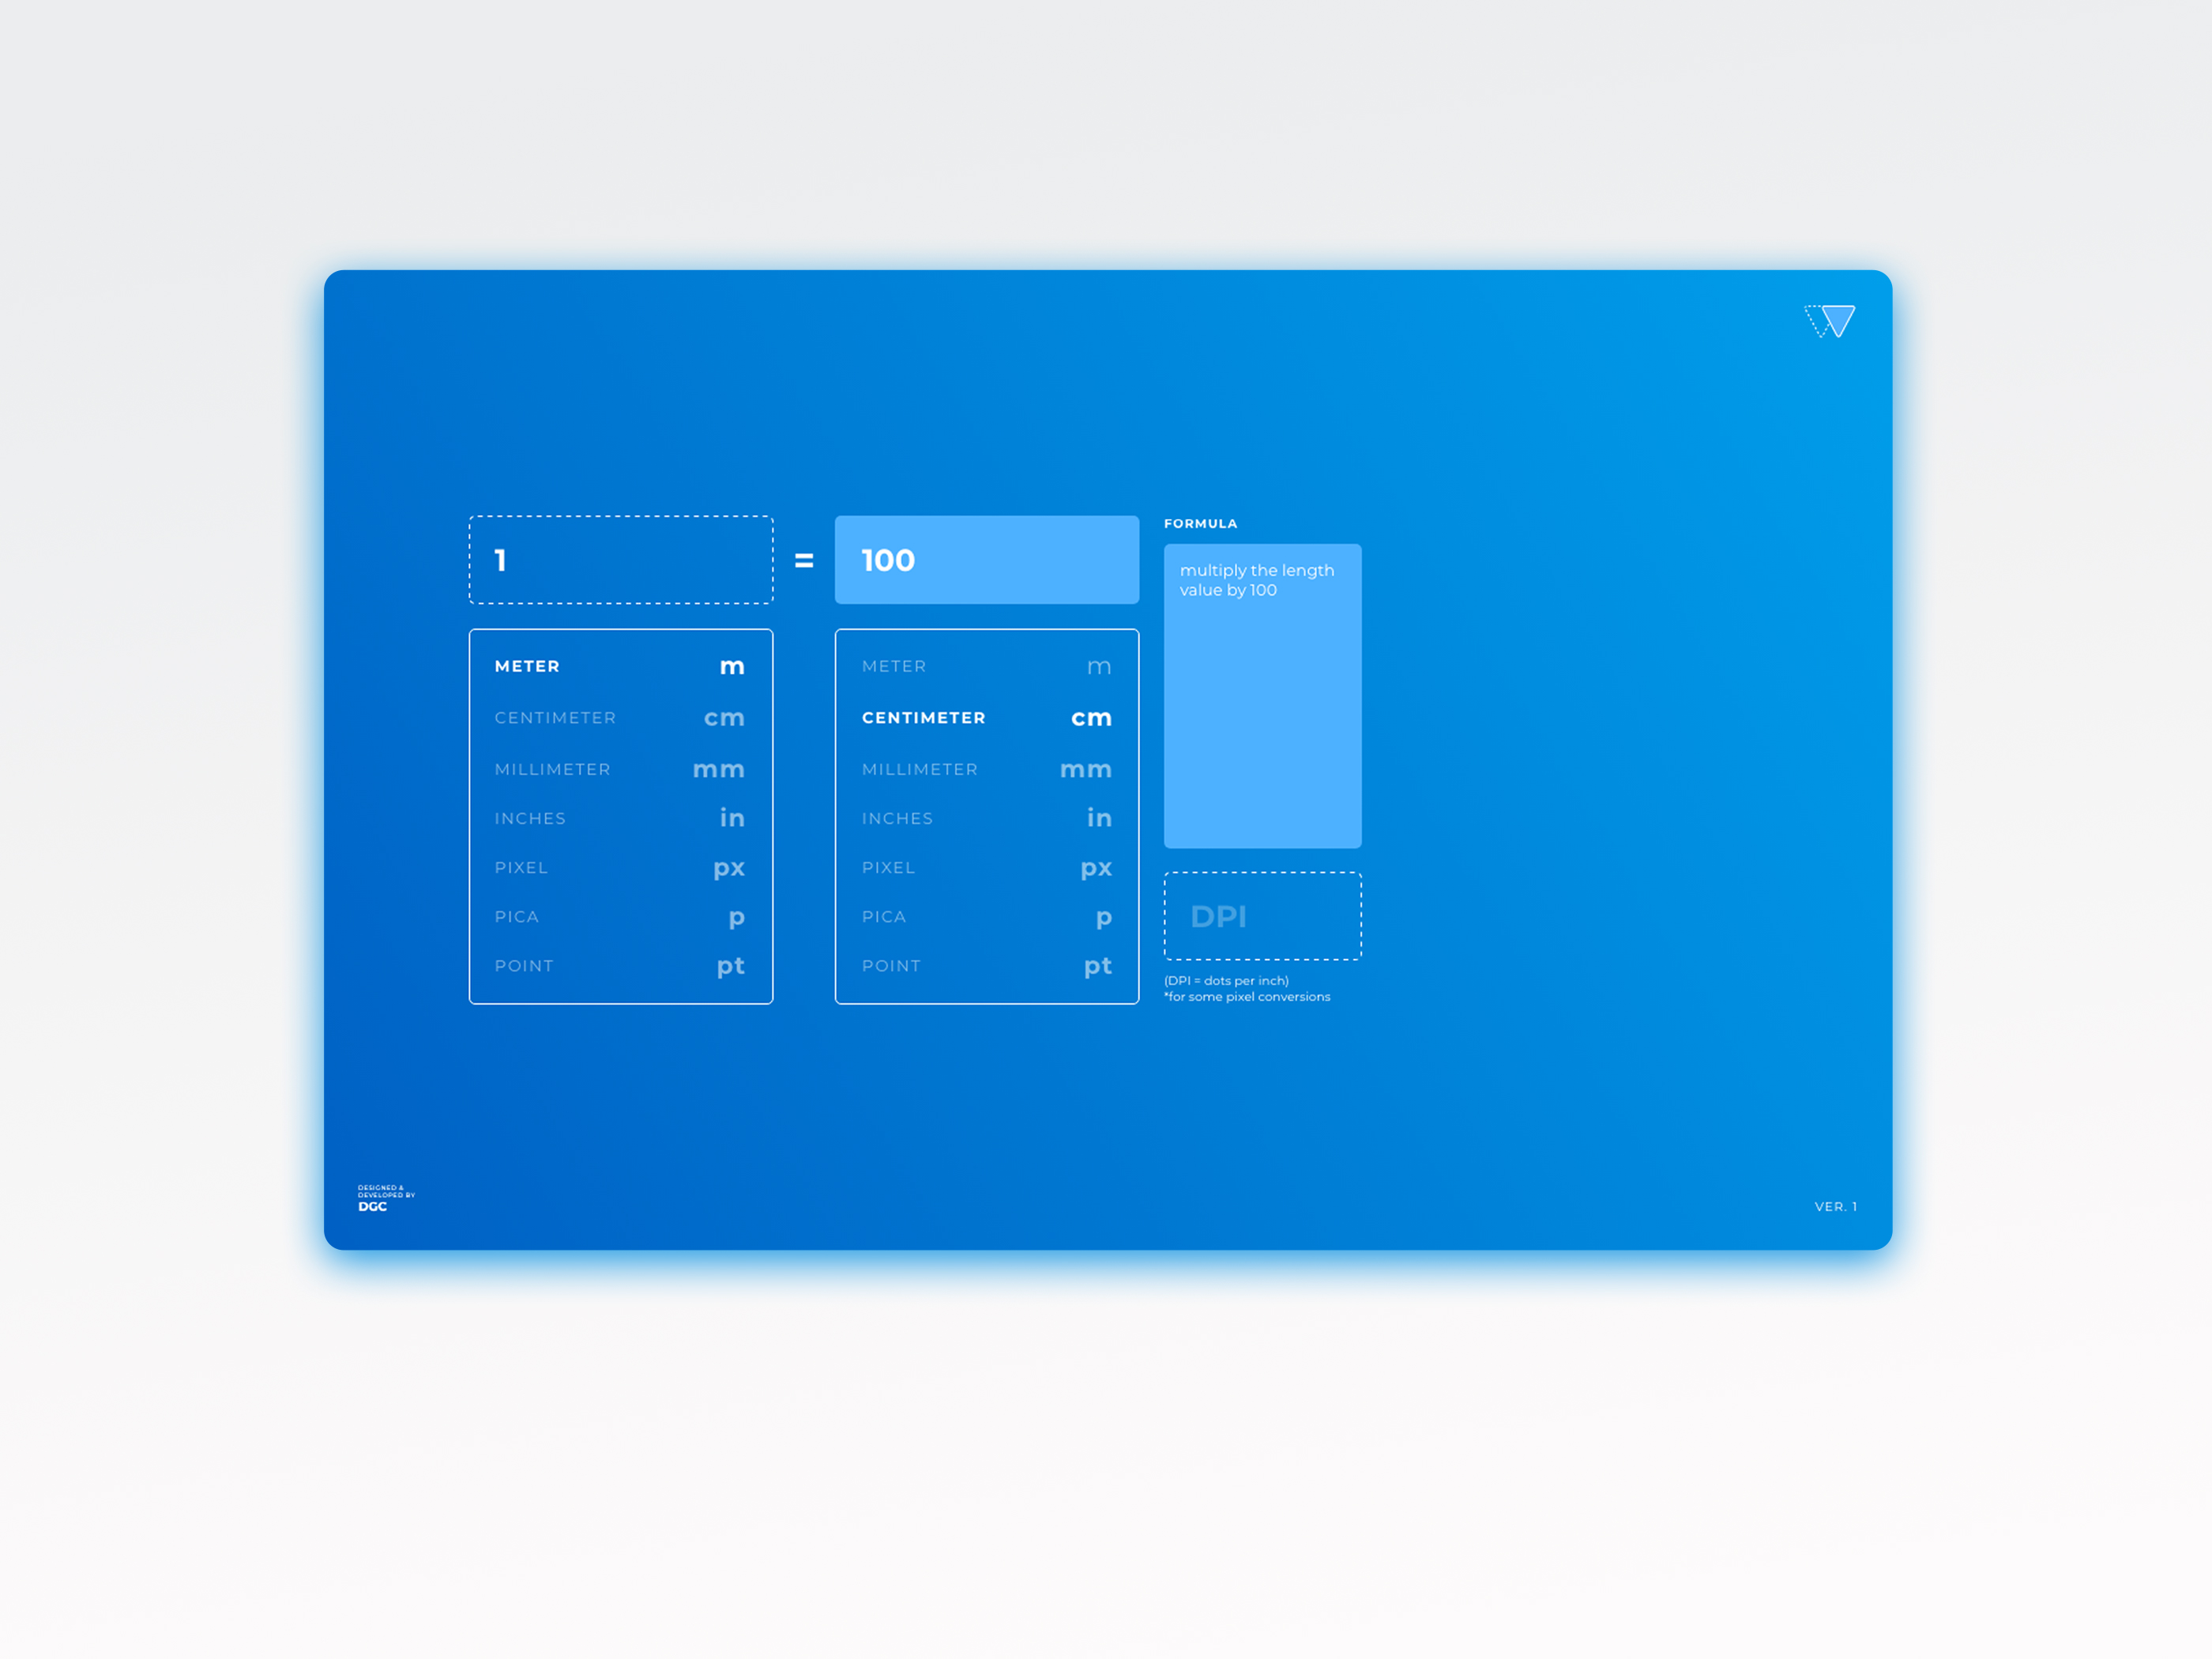 1
=
100
METER m
CENTIMETER cm
MILLIMETER mm
INCHES in
PIXEL px
PICA p
POINT pt
METER m
CENTIMETER cm
MILLIMETER mm
INCHES in
PIXEL px
PICA p
POINT pt
FORMULA
multiply the length
value by 100
DPI
(DPI = dots per inch)
*for some pixel conversions
DESIGNED &
DEVELOPED BY
DGC
VER. 1